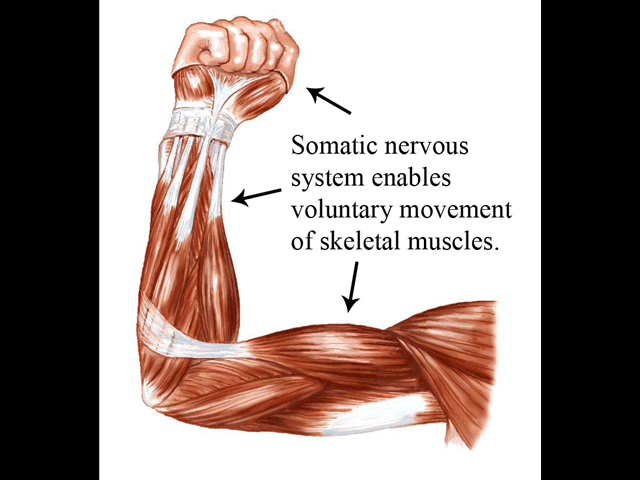 Somatic nervous
system enables
voluntary movement
of skeletal muscles.